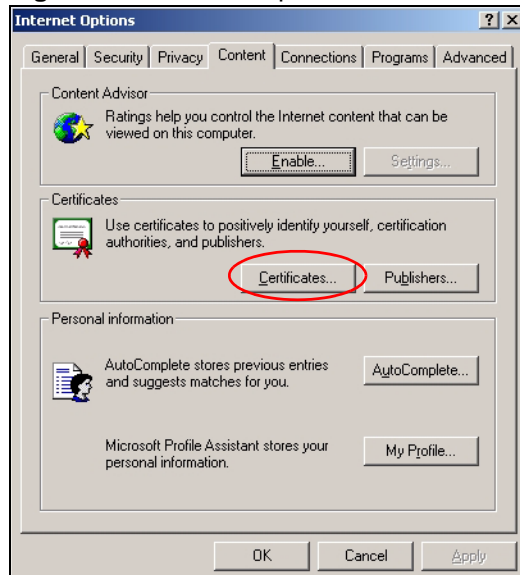 Internet Options
General Security Privacy Content Connections Programs Advanced
Content Advisor
Ratings help you control the Internet content that can be
viewed on this computer.
Enable... Settings...
Certificates
Use certificates to positively identify yourself, certification
authorities, and publishers.
Certificates... Publishers...
Personal information
AutoComplete stores previous entries
and suggests matches for you.
AutoComplete...
Microsoft Profile Assistant stores your
personal information.
My Profile...
OK Cancel Apply